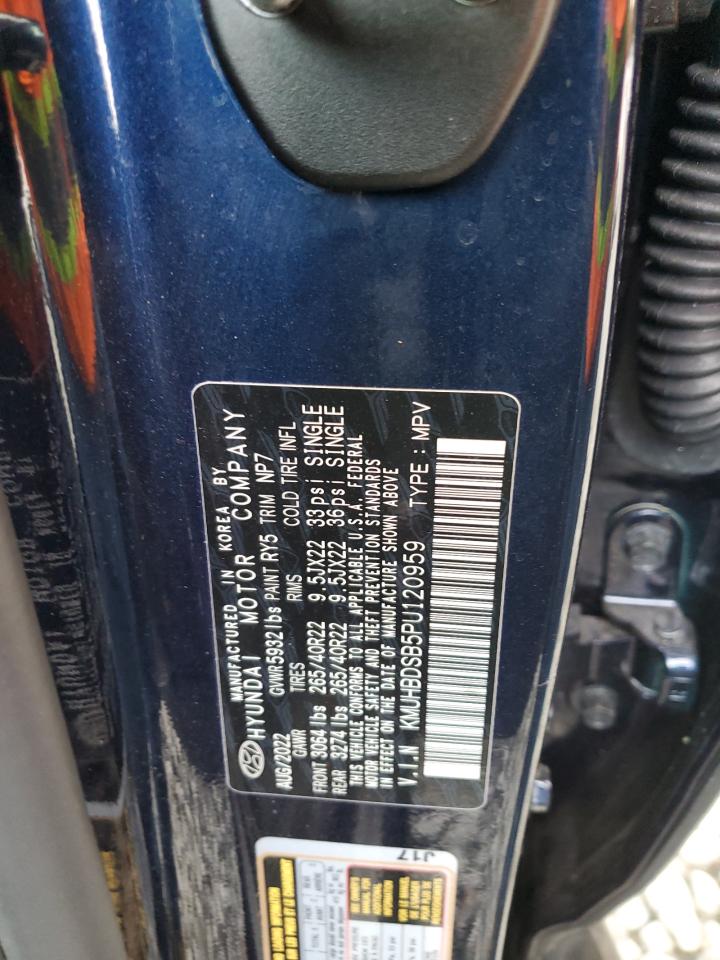 MANUFACTURED IN KOREA BY
HYUNDAI MOTOR COMPANY
AUG/2022 GVWR5932lbs PAINT RY5 TRIM NP7
GAWR TIRES RIMS COLD TIRE INFL
FRONT 3064 lbs 265/40R22 9.5JX22 33psi SINGLE
REAR 3274 lbs 265/40R22 9.5JX22 36psi SINGLE
THIS VEHICLE CONFORMS TO ALL APPLICABLE U.S.A. FEDERAL
MOTOR VEHICLE SAFETY AND THEFT PREVENTION STANDARDS
IN EFFECT ON THE DATE OF MANUFACTURE SHOWN ABOVE
V.I.N KMUHBDSB5PU120959 TYPE : MPV
J17